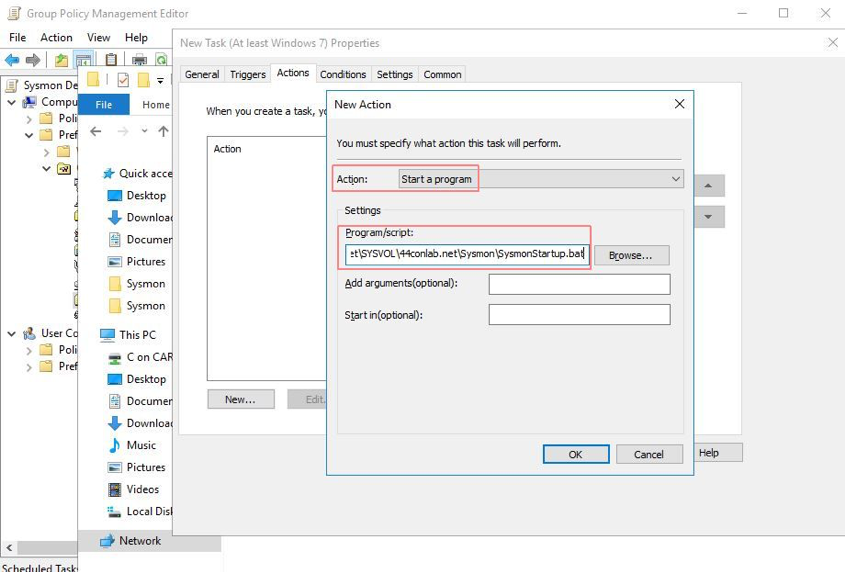 Group Policy Management Editor
File Action View Help
New Task (At least Windows 7) Properties
General Triggers Actions Conditions Settings Common
When you create a task, yo
Action
New...
Edit.
Help
New Action
You must specify what action this task will perform.
Action: Start a program
Settings
Program/script:
et\SYSVOL\44conlab.net\Sysmon\SysmonStartup.bat
Browse...
Add arguments(optional):
Start in(optional):
OK Cancel
Sysmon De
Compu
Poli
Pref
User Co
Poli
Pref
Scheduled Task
File Home
Quick acce
Desktop
Downloac
Documen
Pictures
Sysmon
Sysmon
This PC
C on CAR
Desktop
Documen
Downloac
Music
Pictures
Videos
Local Disk
Network